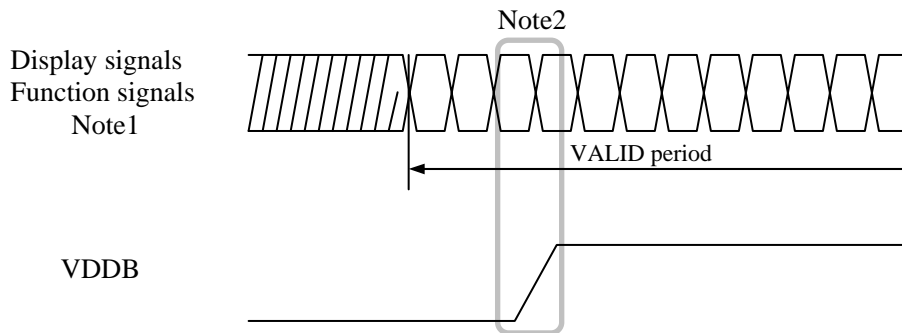 Note2
Display signals
Function signals
Note1
VALID period
VDDB